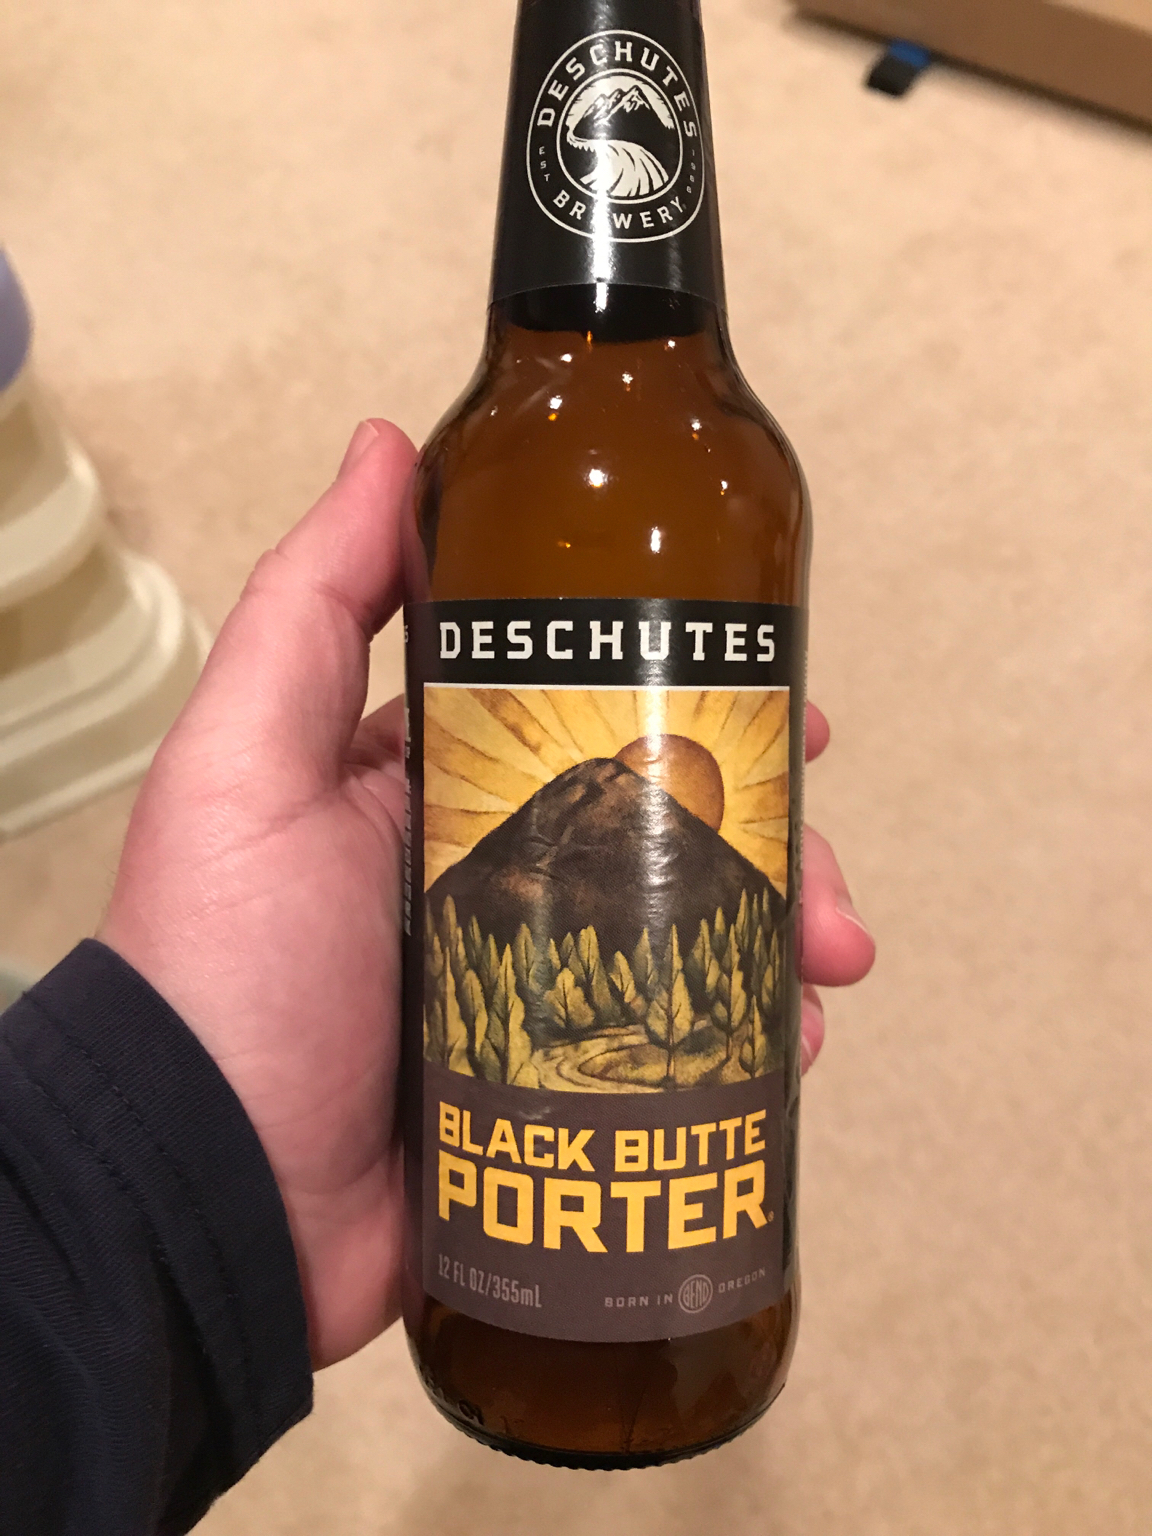 DESCHUTES
EST
BREWERY
DESCHUTES
BLACK BUTTE
PORTER
12 FL OZ/355mL
BORN IN BEND OREGON